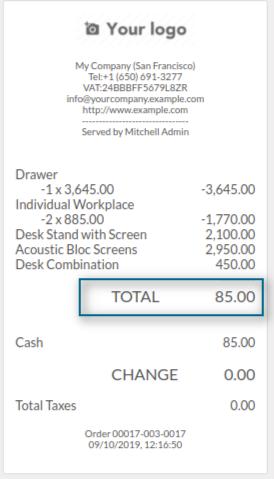 Your logo
My Company (San Francisco)
Tel:+1 (650) 691-3277
VAT:24BBBFF5679L8ZR
info@yourcompany.example.com
http://www.example.com
--------------------------------
Served by Mitchell Admin
Drawer
-1 x 3,645.00 -3,645.00
Individual Workplace
-2 x 885.00 -1,770.00
Desk Stand with Screen 2,100.00
Acoustic Bloc Screens 2,950.00
Desk Combination 450.00
TOTAL 85.00
Cash 85.00
CHANGE 0.00
Total Taxes 0.00
Order 00017-003-0017
09/10/2019, 12:16:50